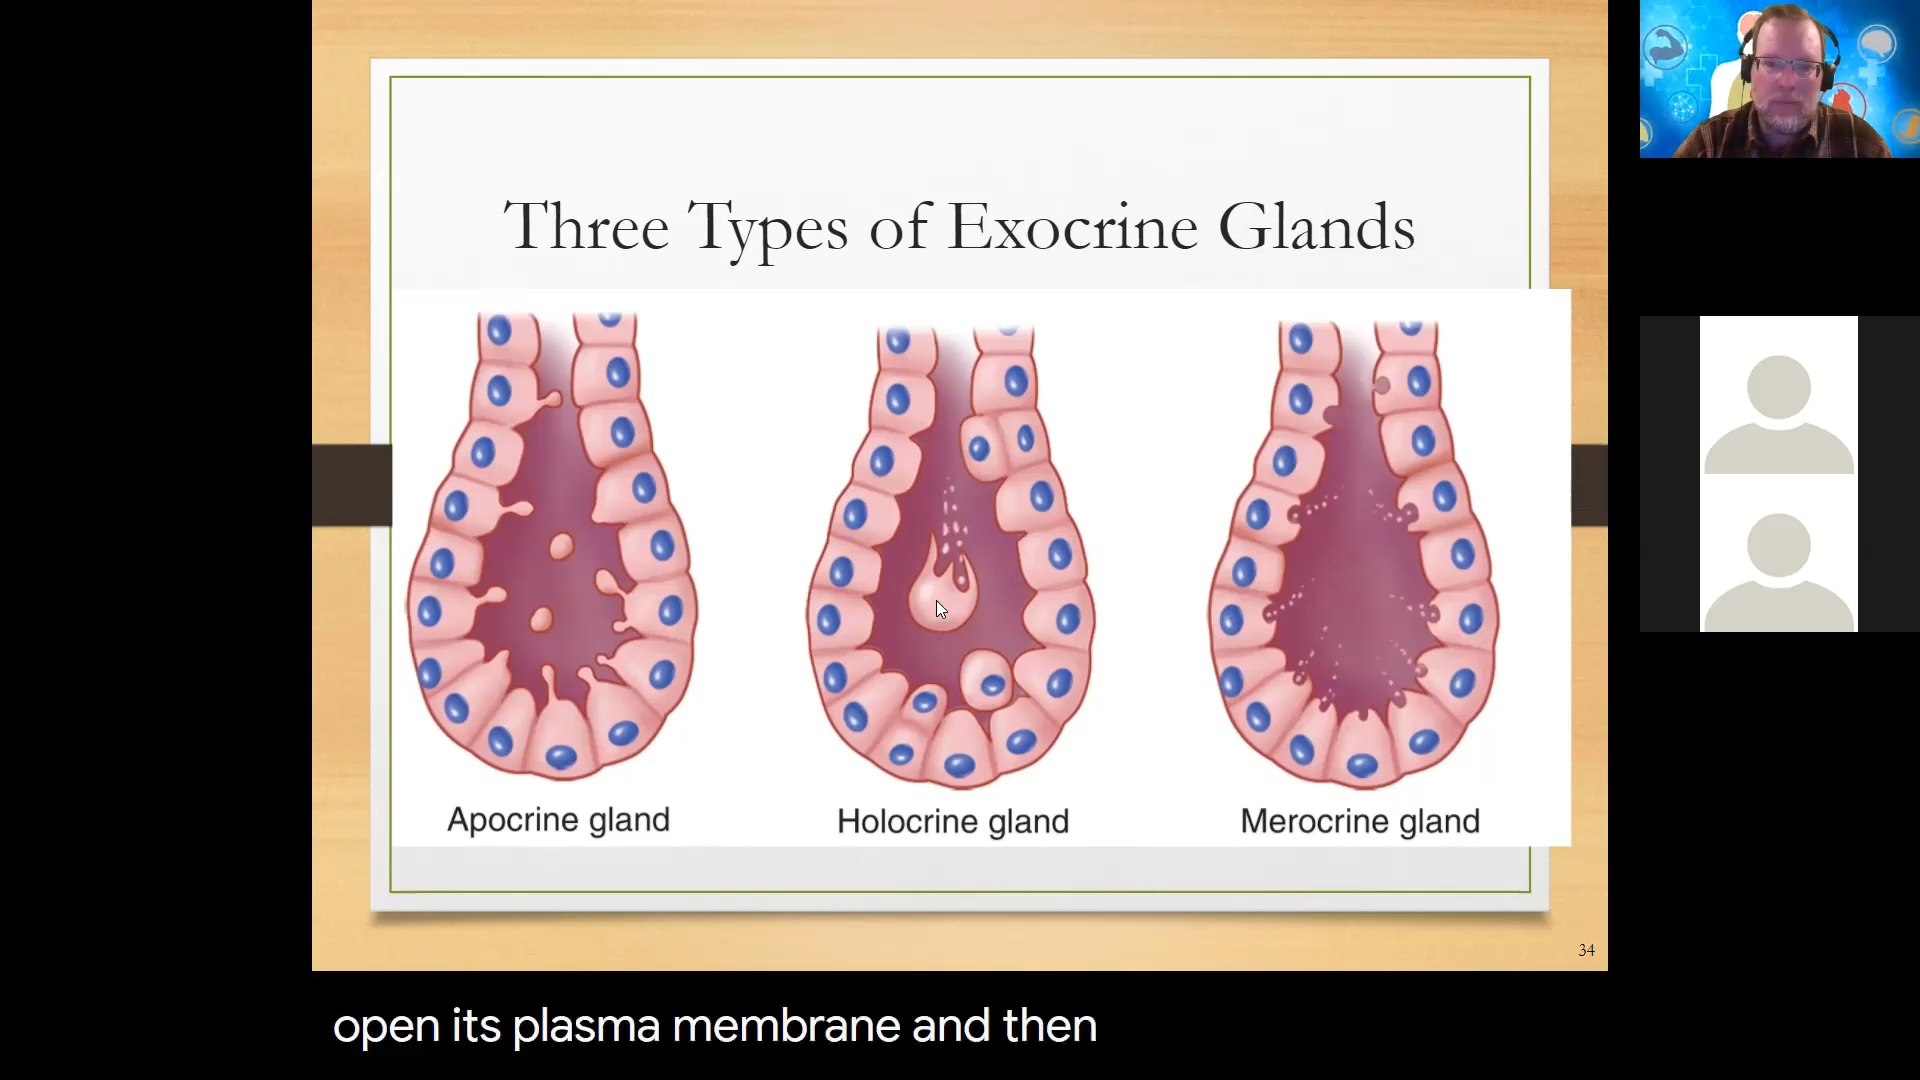 Three Types of Exocrine Glands
Apocrine gland
Holocrine gland
Merocrine gland
34
open its plasma membrane and then